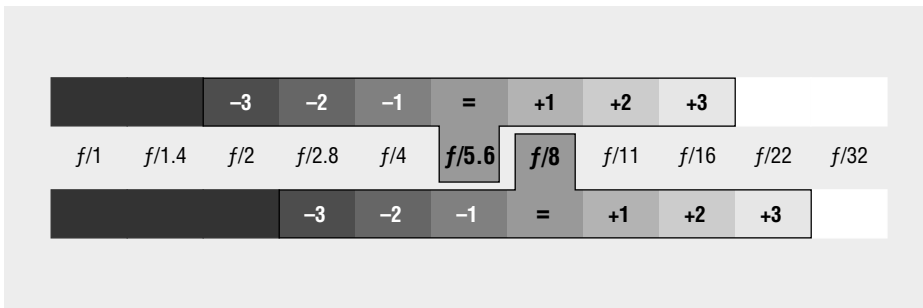 –3 –2 –1 = +1 +2 +3
ƒ/1 ƒ/1.4 ƒ/2 ƒ/2.8 ƒ/4 ƒ/5.6 ƒ/8 ƒ/11 ƒ/16 ƒ/22 ƒ/32
–3 –2 –1 = +1 +2 +3